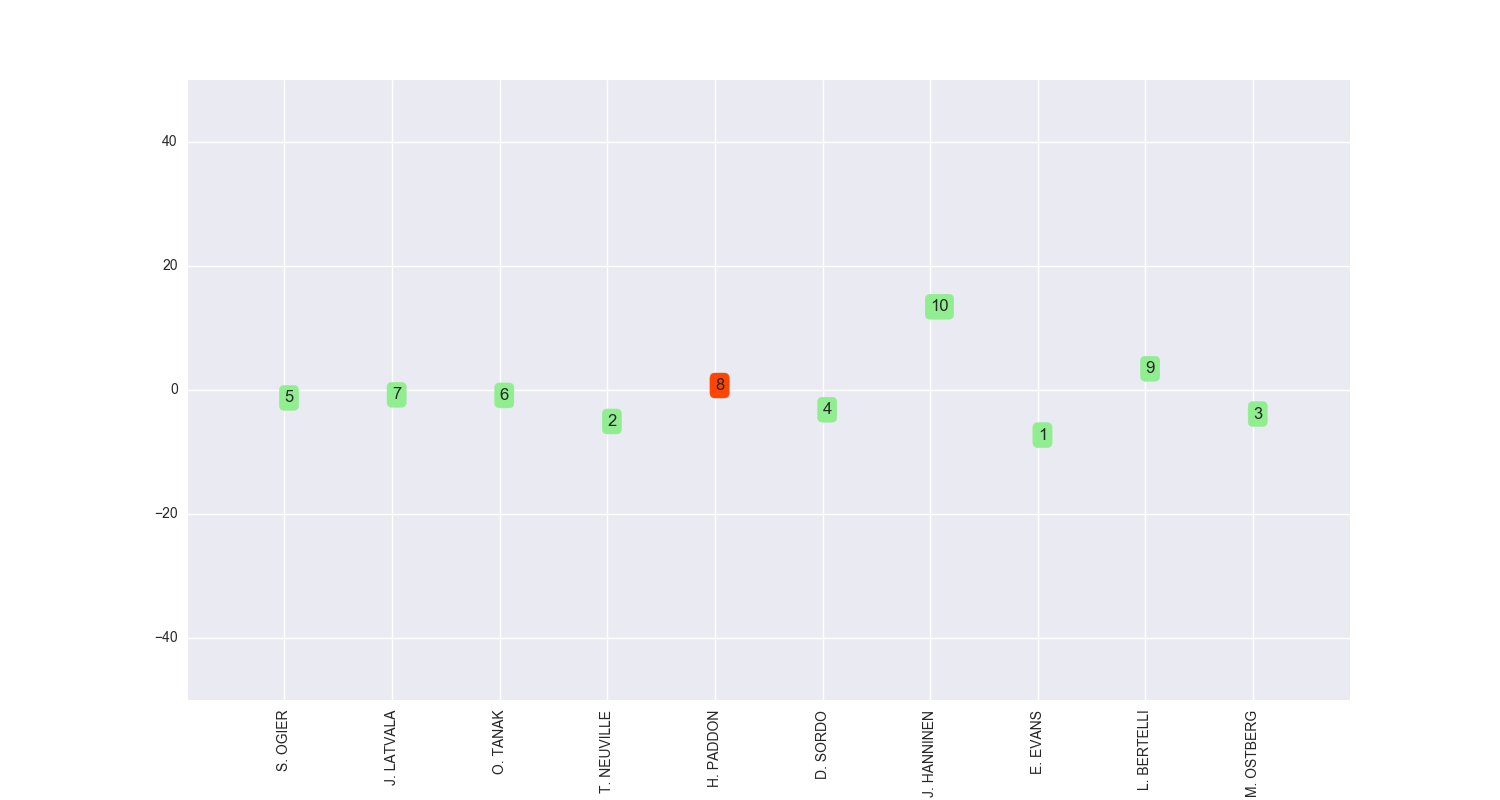 40
20
0
−20
−40
5
7
6
2
8
4
10
1
9
3
S. OGIER
J. LATVALA
O. TANAK
T. NEUVILLE
H. PADDON
D. SORDO
J. HANNINEN
E. EVANS
L. BERTELLI
M. OSTBERG